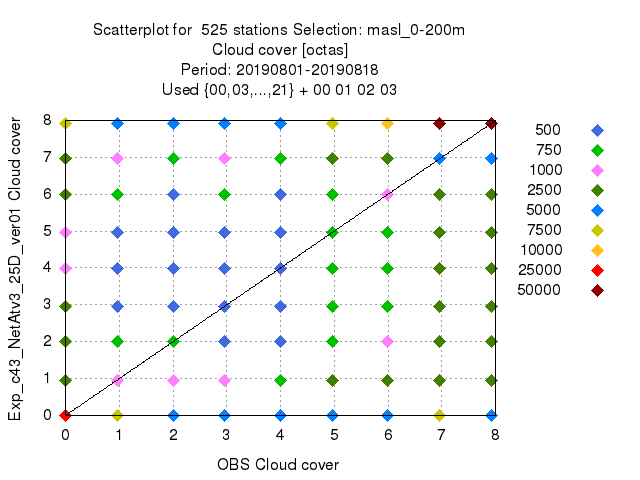 Scatterplot for  525 stations Selection: masl_0-200m
Cloud cover [octas]
Period: 20190801-20190818
Used {00,03,...,21} + 00 01 02 03
Exp_c43_NetAtv3_25D_ver01 Cloud cover
8
7
6
5
4
3
2
1
0
0 1 2 3 4 5 6 7 8
OBS Cloud cover
500
750
1000
2500
5000
7500
10000
25000
50000